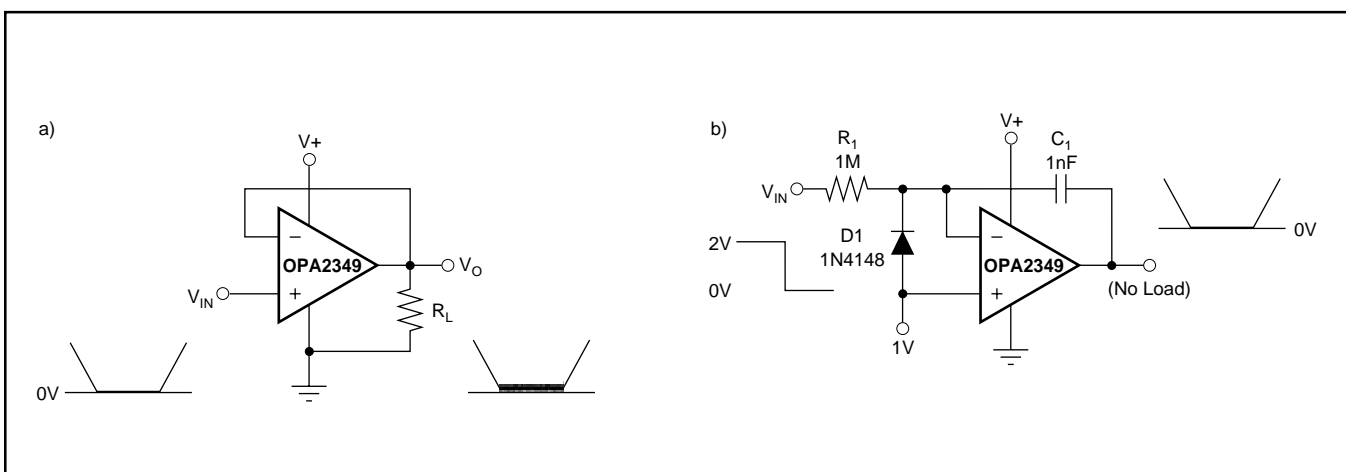 a)
V+
−
OPA2349
+
V_IN
V_O
R_L
0V
b)
V+
R_1
1M
C_1
1nF
V_IN
2V
0V
D1
1N4148
−
OPA2349
+
1V
(No Load)
0V